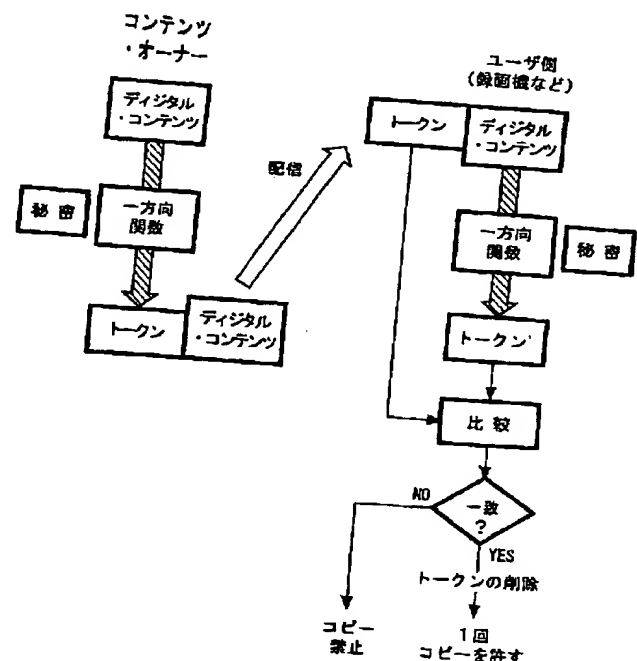 コンテンツ
・オーナー
ディジタル
・コンテンツ
秘密
一方向
関数
トークン
ディジタル
・コンテンツ
配信
ユーザ側
(録画機など)
トークン
ディジタル
・コンテンツ
一方向
関数
秘密
トークン'
比較
一致
?
NO
YES
トークンの削除
コピー
禁止
1回
コピーを許す